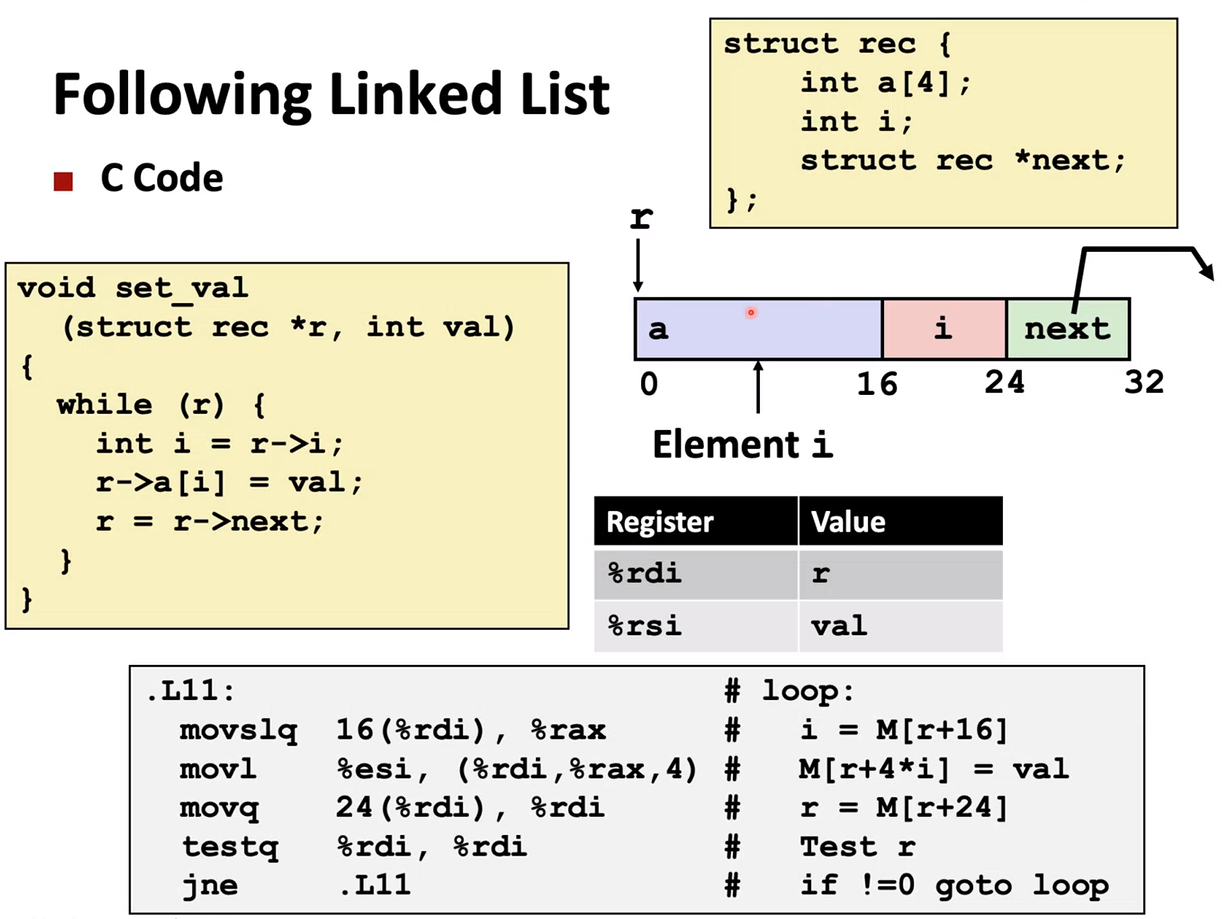 Following Linked List
■ C Code
struct rec {
    int a[4];
    int i;
    struct rec *next;
};
void set_val
  (struct rec *r, int val)
{
  while (r) {
    int i = r->i;
    r->a[i] = val;
    r = r->next;
  }
}
r
a i next
0 16 24 32
Element i
Register Value
%rdi r
%rsi val
.L11: # loop:
  movslq 16(%rdi), %rax # i = M[r+16]
  movl %esi, (%rdi,%rax,4) # M[r+4*i] = val
  movq 24(%rdi), %rdi # r = M[r+24]
  testq %rdi, %rdi # Test r
  jne .L11 # if !=0 goto loop